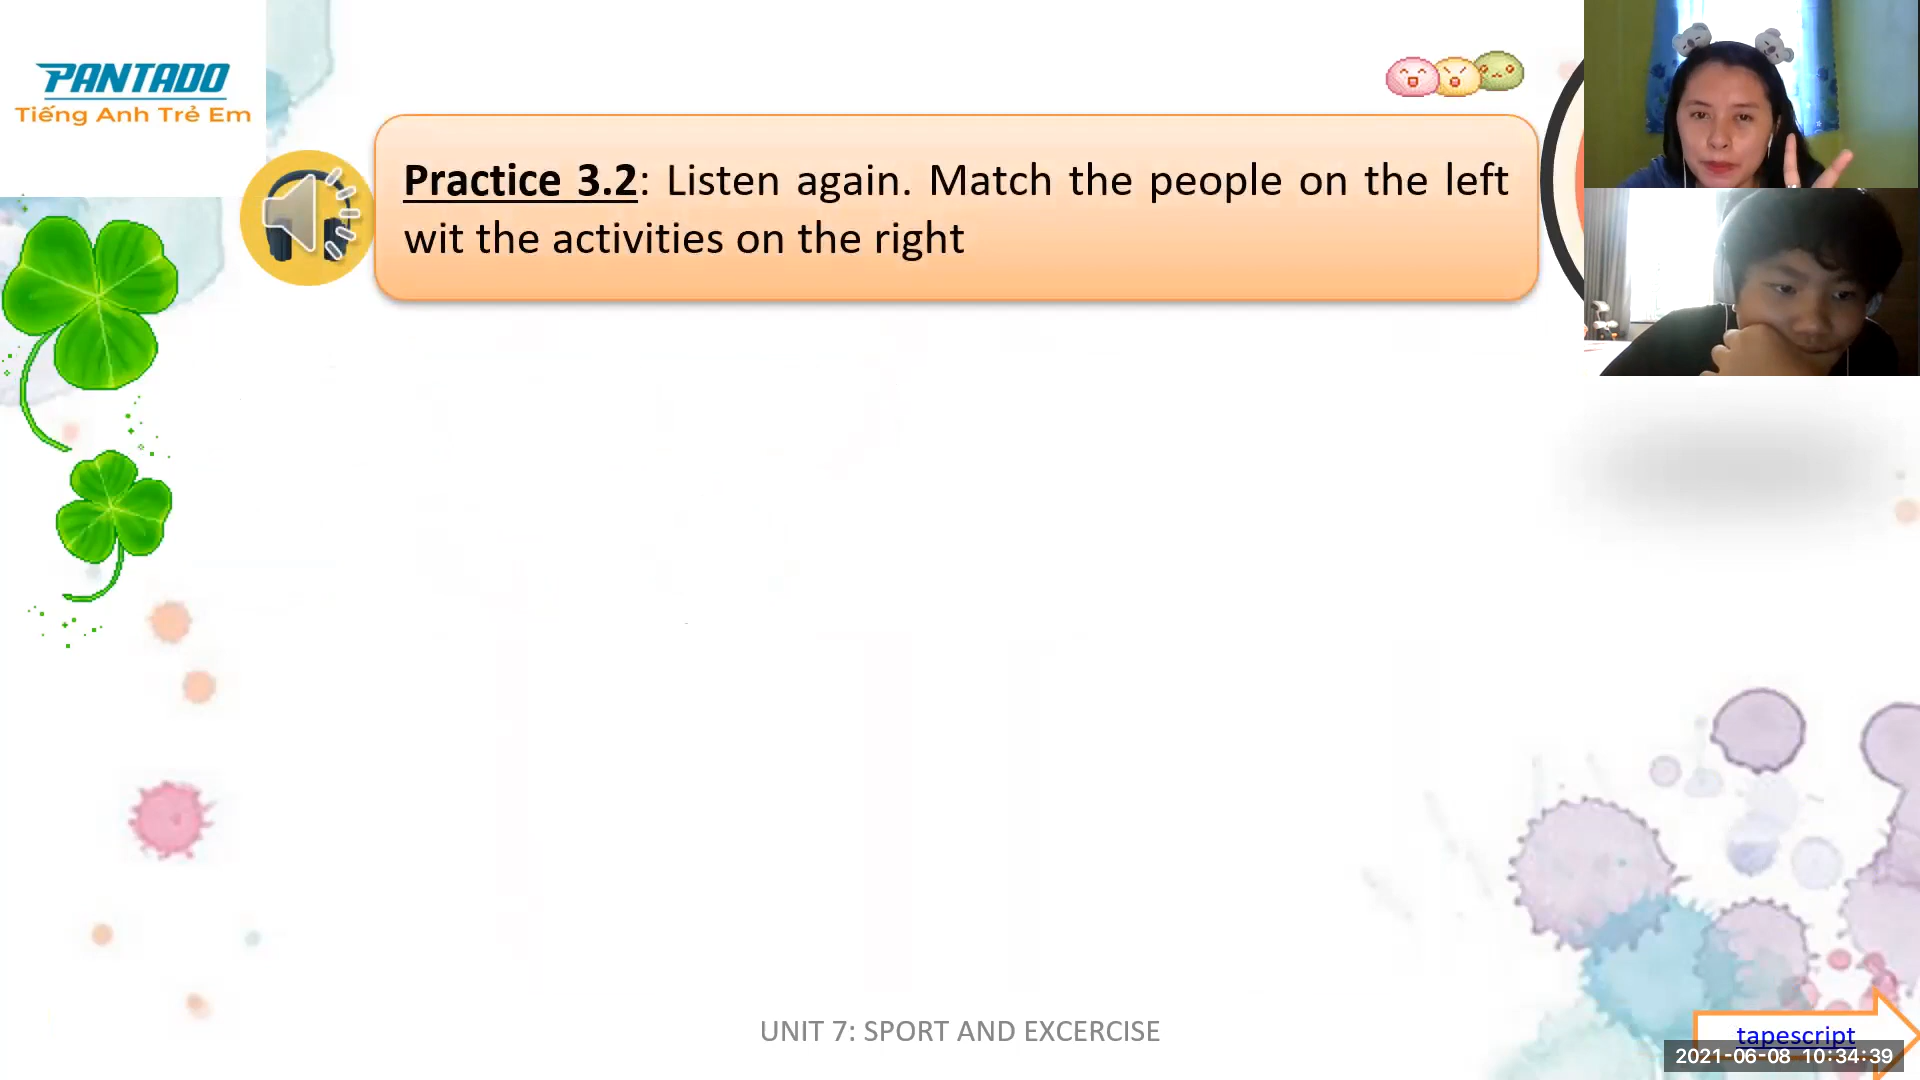 PANTADO
Tiếng Anh Trẻ Em
Practice 3.2: Listen again. Match the people on the left
wit the activities on the right
UNIT 7: SPORT AND EXCERCISE
tapescript
2021-06-08 10:34:39